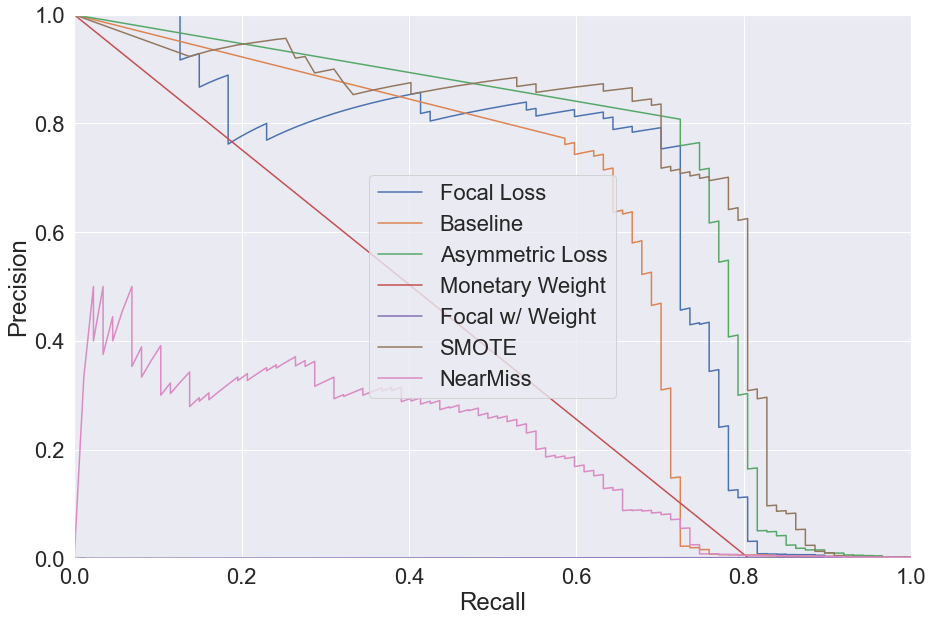 1.0
0.8
0.6
0.4
0.2
0.0
Precision
Focal Loss
Baseline
Asymmetric Loss
Monetary Weight
Focal w/ Weight
SMOTE
NearMiss
0.0 0.2 0.4 0.6 0.8 1.0
Recall